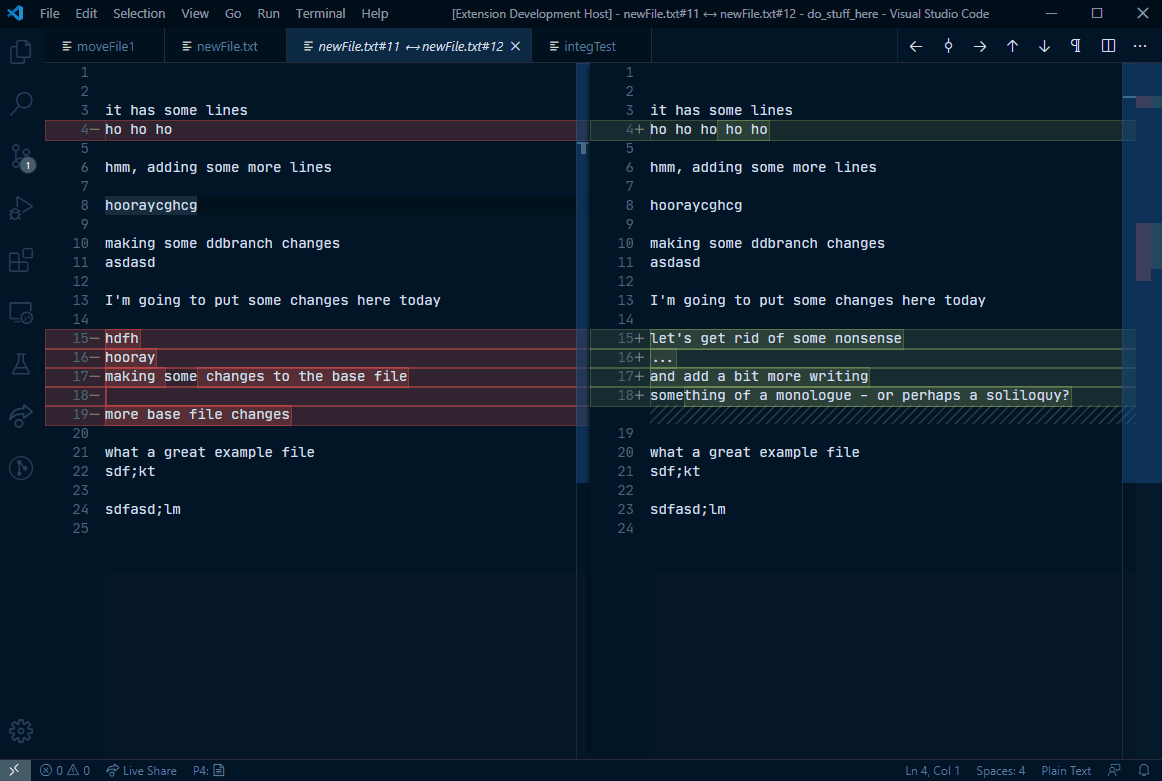 File Edit Selection View Go Run Terminal Help [Extension Development Host] - newFile.txt#11 ↔ newFile.txt#12 - do_stuff_here - Visual Studio Code
moveFile1 newFile.txt newFile.txt#11 ↔ newFile.txt#12 integTest
1
2
3 it has some lines
4− ho ho ho
5
6 hmm, adding some more lines
7
8 hooraycghcg
9
10 making some ddbranch changes
11 asdasd
12
13 I'm going to put some changes here today
14
15− hdfh
16− hooray
17− making some changes to the base file
18−
19− more base file changes
20
21 what a great example file
22 sdf;kt
23
24 sdfasd;lm
25
1
2
3 it has some lines
4+ ho ho ho ho ho
5
6 hmm, adding some more lines
7
8 hooraycghcg
9
10 making some ddbranch changes
11 asdasd
12
13 I'm going to put some changes here today
14
15+ let's get rid of some nonsense
16+ ...
17+ and add a bit more writing
18+ something of a monologue - or perhaps a soliloquy?
19
20 what a great example file
21 sdf;kt
22
23 sdfasd;lm
24
1
0 0 Live Share P4: Ln 4, Col 1 Spaces: 4 Plain Text